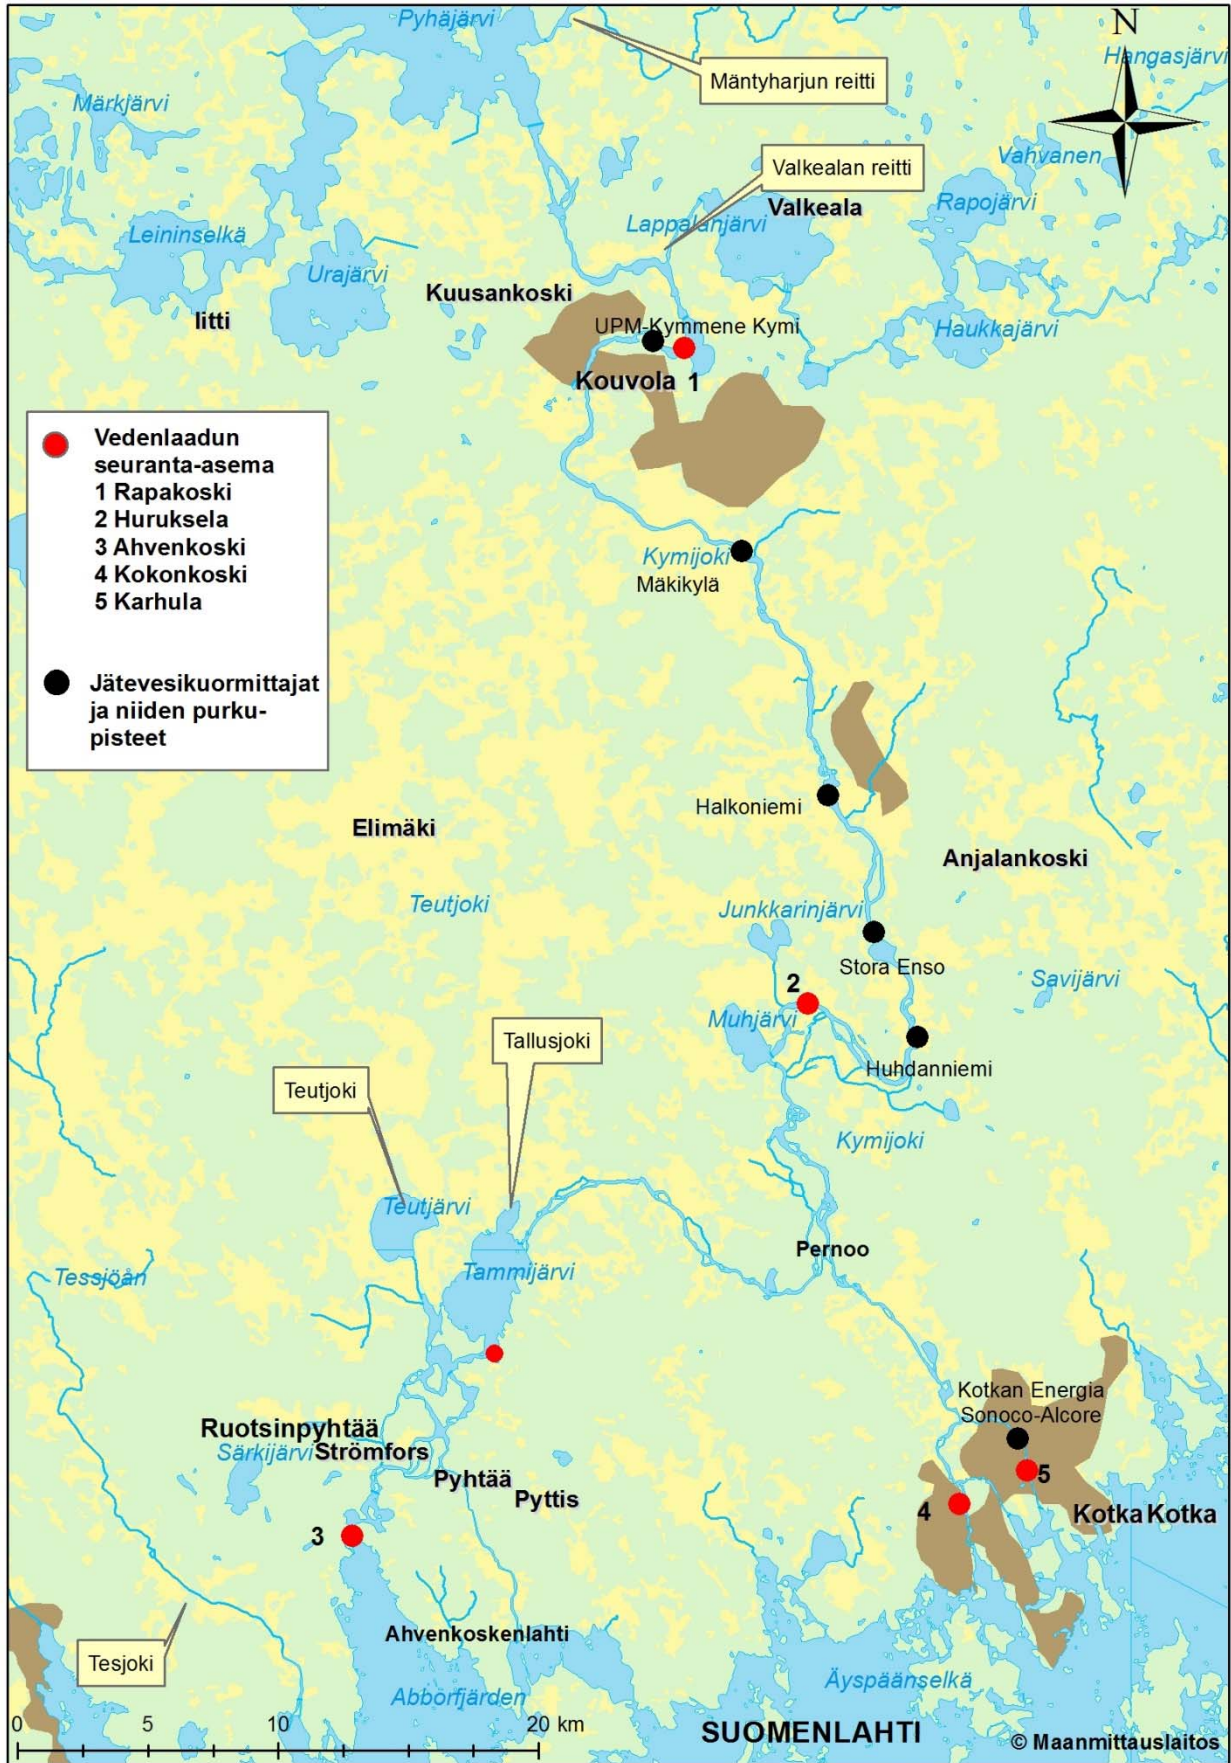 Pyhäjärvi
N
Hangasjärvi
Mäntyharjun reitti
Märkjärvi
Vahvanen
Valkealan reitti
Rapojärvi
Valkeala
Lappalanjärvi
Leininselkä
Urajärvi
Kuusankoski
Iitti
UPM-Kymmene Kymi
Haukkajärvi
Kouvola 1
Vedenlaadun
seuranta-asema
1 Rapakoski
2 Huruksela
3 Ahvenkoski
4 Kokonkoski
5 Karhula
Jätevesikuormittajat
ja niiden purku-
pisteet
Kymijoki
Mäkikylä
Halkoniemi
Elimäki
Anjalankoski
Teutjoki
Junkkarinjärvi
Stora Enso
Savijärvi
2
Muhjärvi
Tallusjoki
Huhdanniemi
Teutjoki
Kymijoki
Teutjärvi
Pernoo
Tessjöån
Tammijärvi
Kotkan Energia
Sonoco-Alcore
Ruotsinpyhtää
Särkijärvi
Strömfors
Pyhtää
Pyttis
5
4
Kotka Kotka
3
Ahvenkoskenlahti
Tesjoki
Abborfjärden
Äyspäänselkä
0 5 10 20 km
SUOMENLAHTI
© Maanmittauslaitos